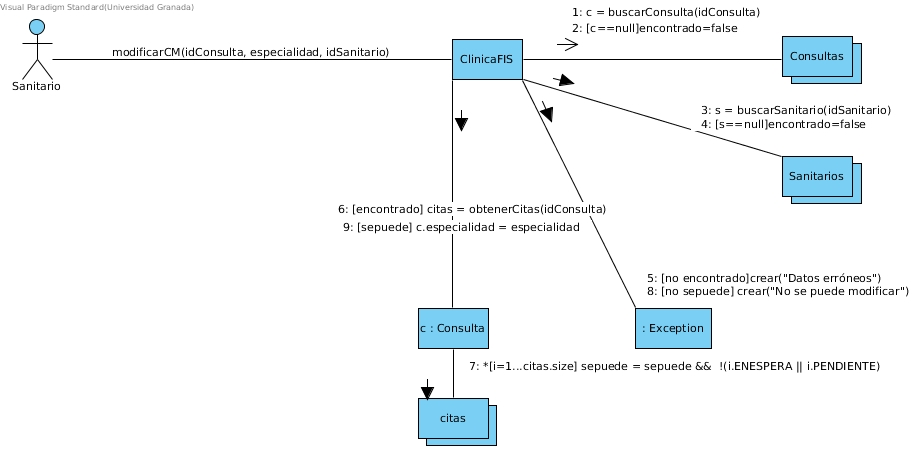 Visual Paradigm Standard(Universidad Granada)
1: c = buscarConsulta(idConsulta)
2: [c==null]encontrado=false
modificarCM(idConsulta, especialidad, idSanitario)
ClinicaFIS
Consultas
Sanitario
3: s = buscarSanitario(idSanitario)
4: [s==null]encontrado=false
Sanitarios
6: [encontrado] citas = obtenerCitas(idConsulta)
9: [sepuede] c.especialidad = especialidad
5: [no encontrado]crear("Datos erróneos")
8: [no sepuede] crear("No se puede modificar")
c : Consulta
: Exception
7: *[i=1...citas.size] sepuede = sepuede && !(i.ENESPERA || i.PENDIENTE)
citas